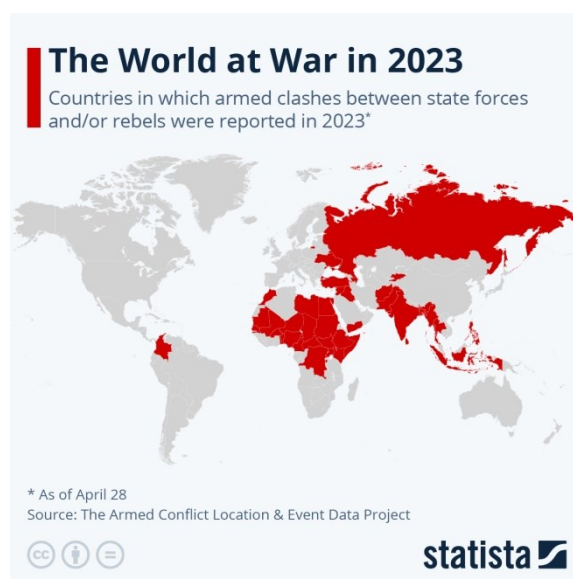 The World at War in 2023
Countries in which armed clashes between state forces
and/or rebels were reported in 2023*
* As of April 28
Source: The Armed Conflict Location & Event Data Project
cc
statista